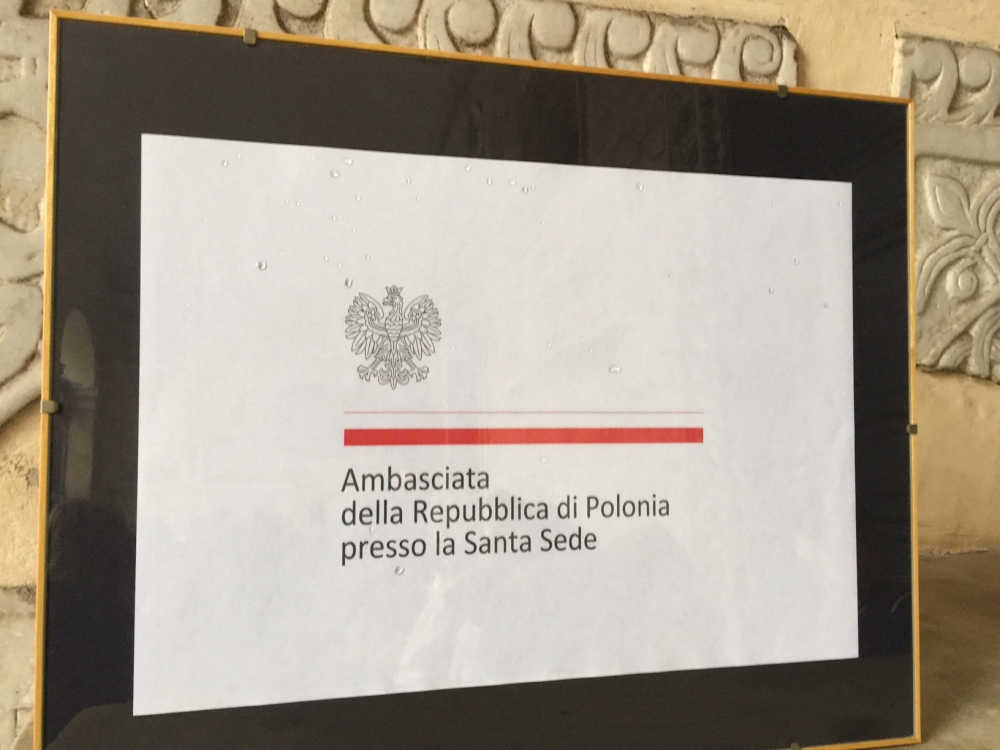 Ambasciata
della Repubblica di Polonia
presso la Santa Sede